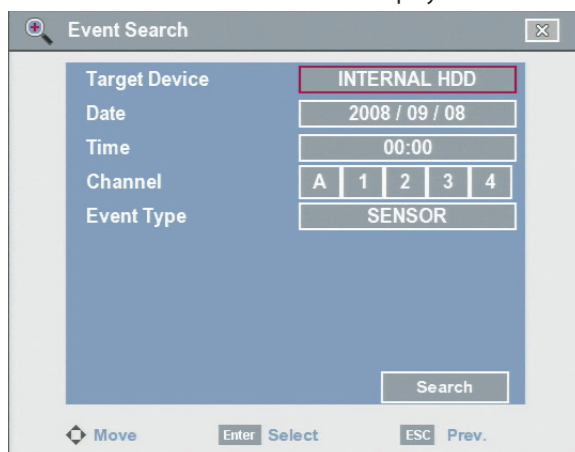 Event Search
Target Device INTERNAL HDD
Date 2008 / 09 / 08
Time 00:00
Channel A 1 2 3 4
Event Type SENSOR
Search
Move Enter Select ESC Prev.